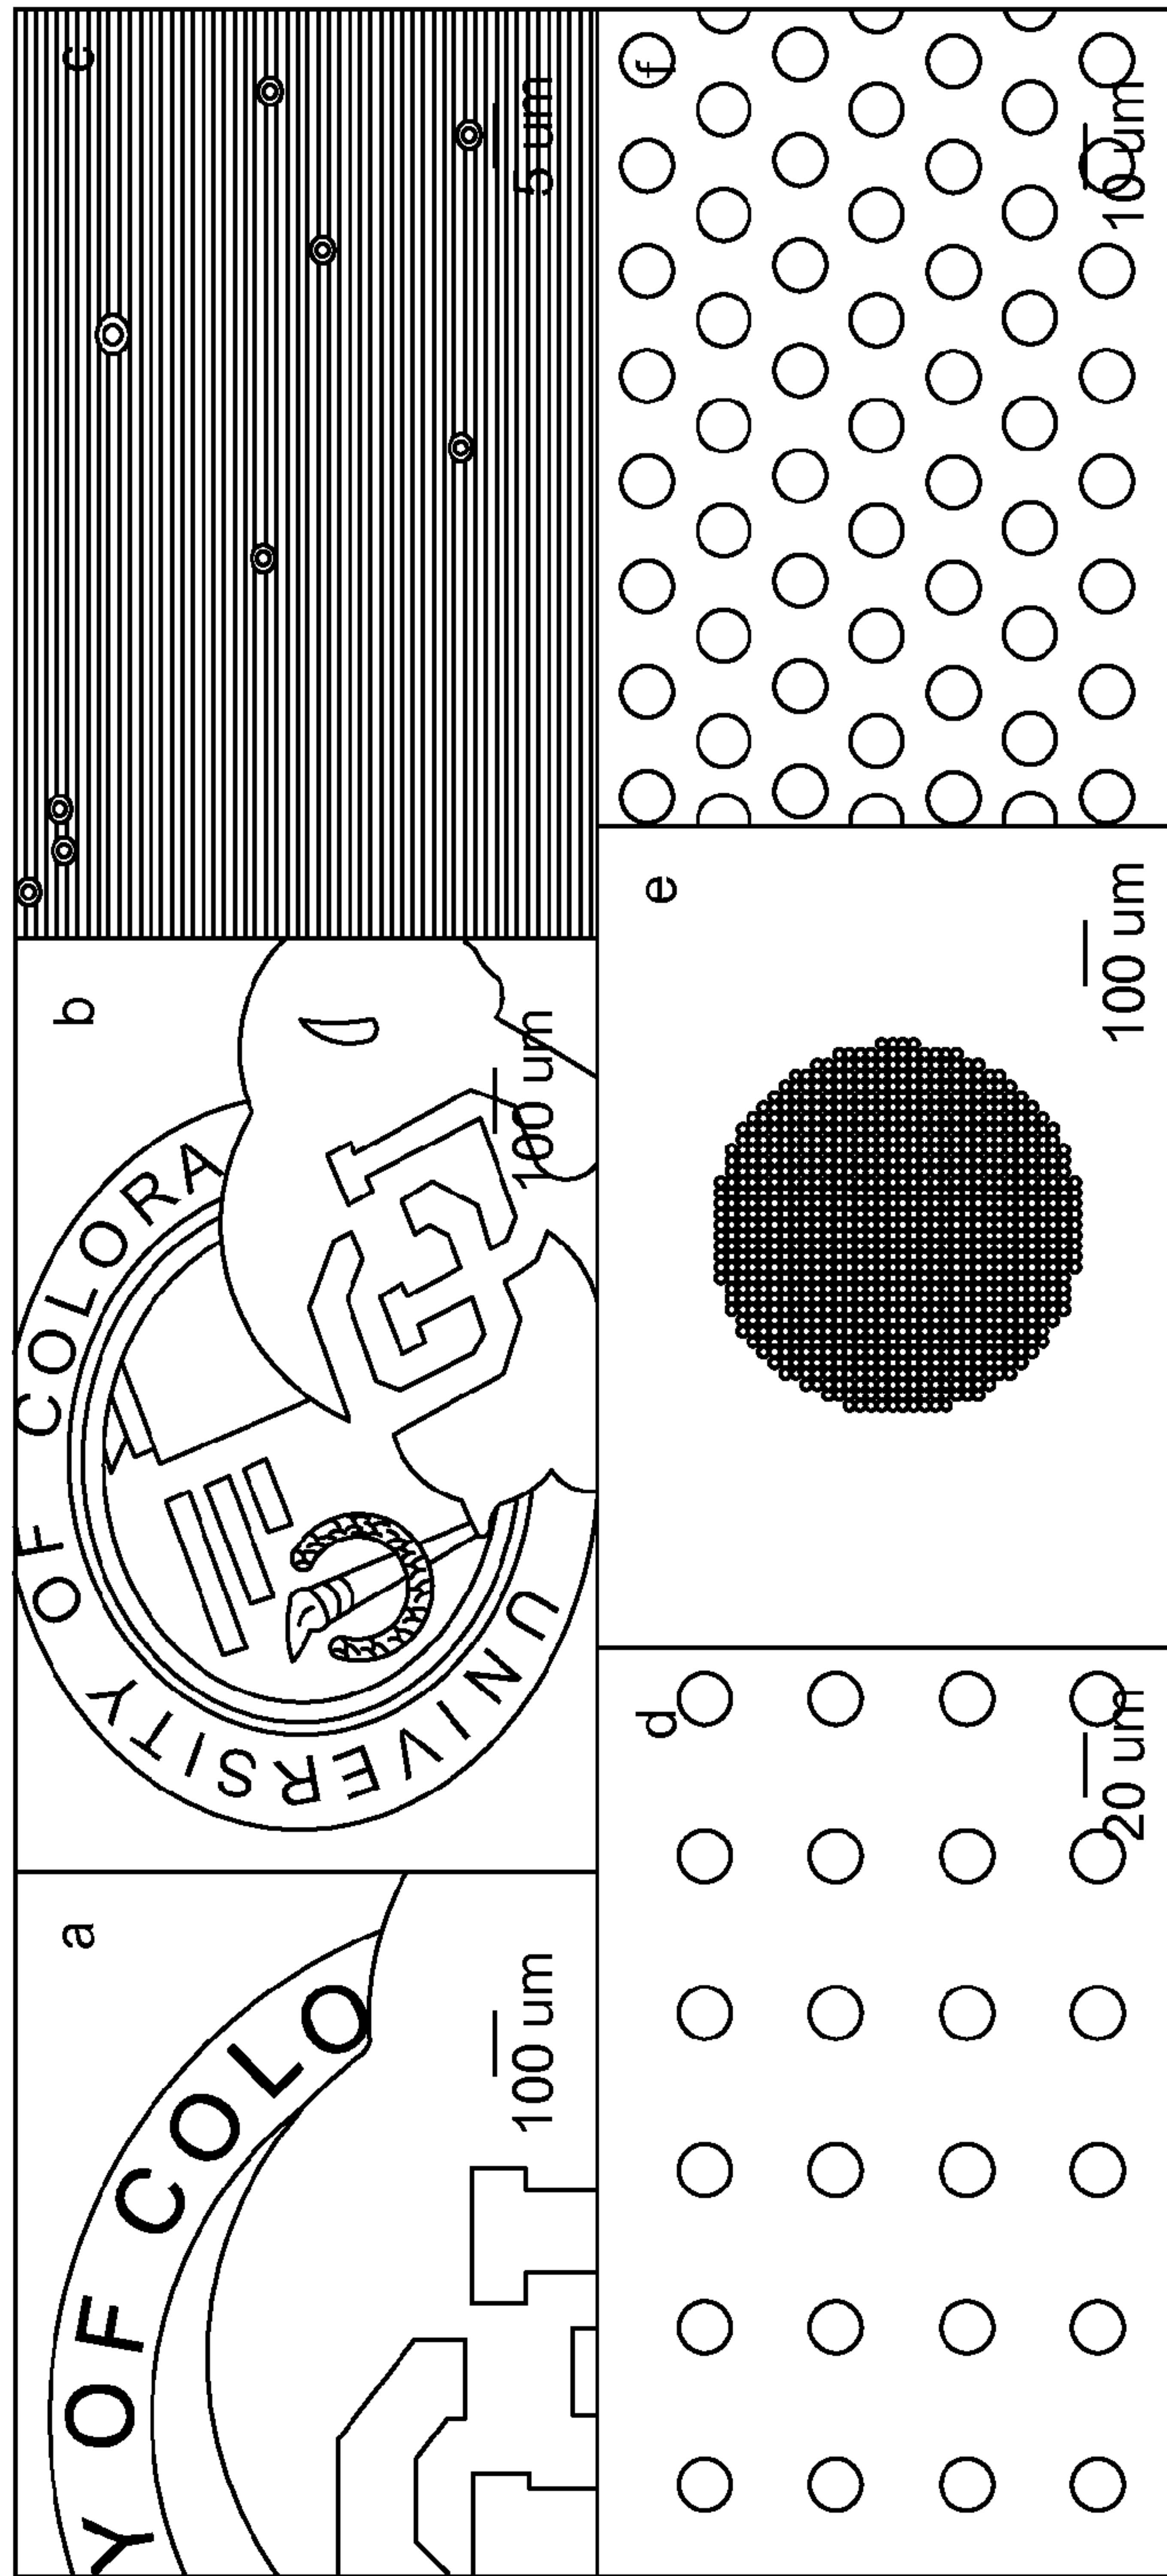 a
Y OF COLO
100 um
b
UNIVERSITY OF COLORA
100 um
c
5 um
d
20 um
e
100 um
f
10 um